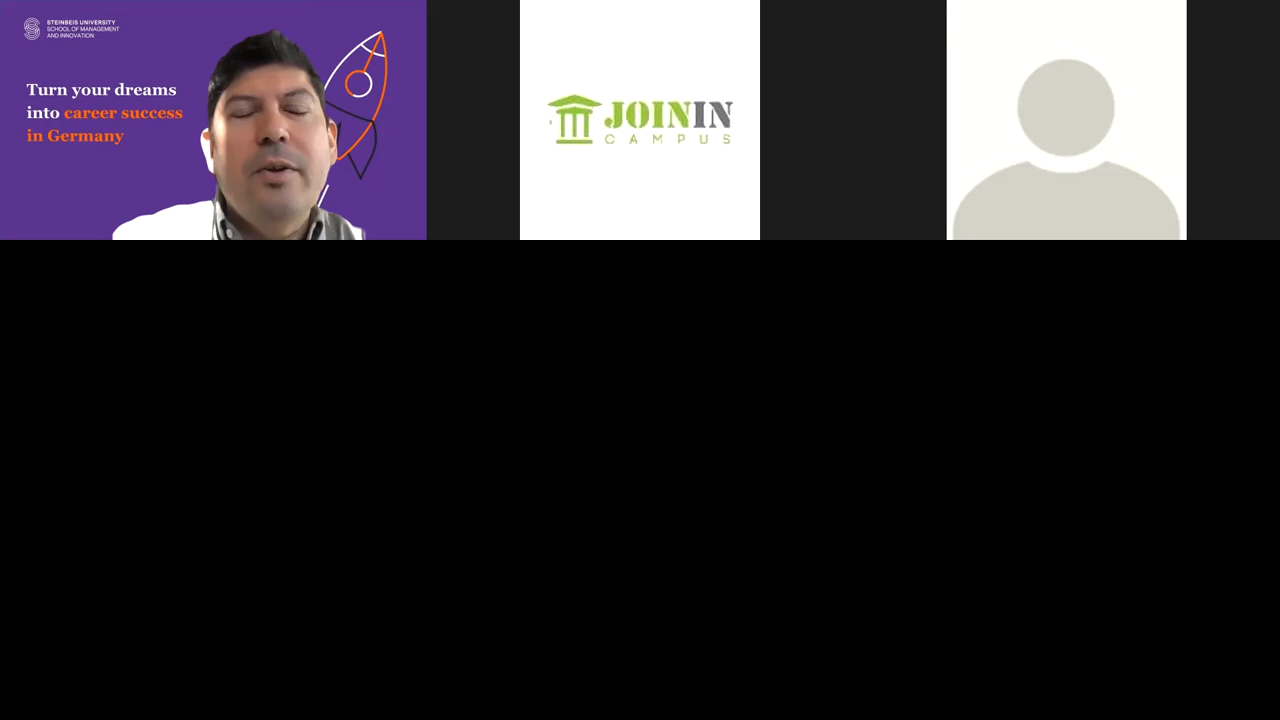 STEINBEIS UNIVERSITY
SCHOOL OF MANAGEMENT
AND INNOVATION
Turn your dreams
into career success
in Germany
JOININ
CAMPUS